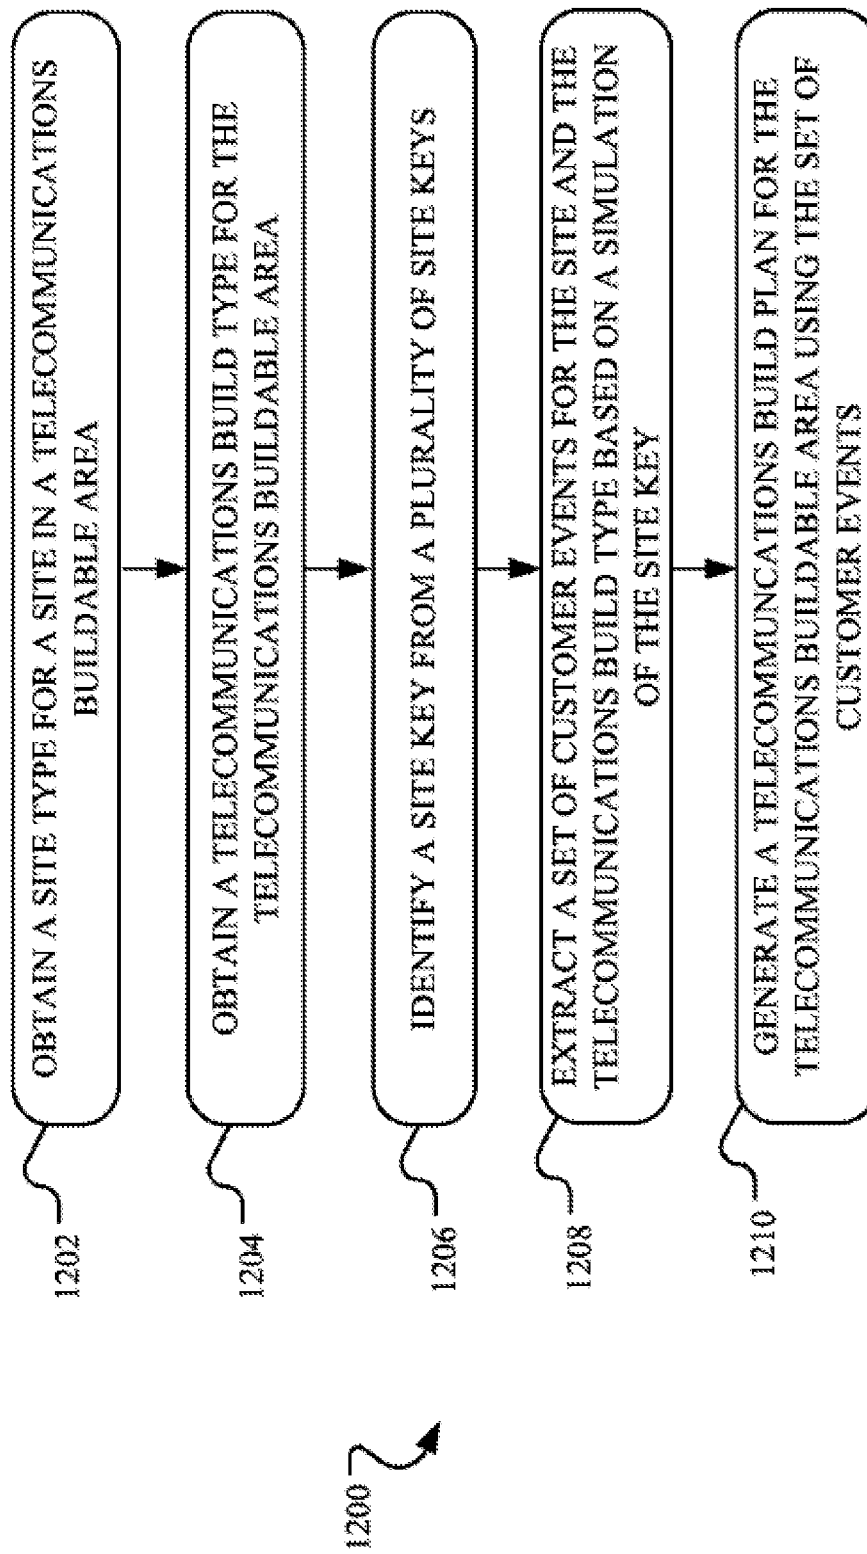 1200
1202
OBTAIN A SITE TYPE FOR A SITE IN A TELECOMMUNICATIONS
BUILDABLE AREA
1204
OBTAIN A TELECOMMUNICATIONS BUILD TYPE FOR THE
TELECOMMUNICATIONS BUILDABLE AREA
1206
IDENTIFY A SITE KEY FROM A PLURALITY OF SITE KEYS
1208
EXTRACT A SET OF CUSTOMER EVENTS FOR THE SITE AND THE
TELECOMMUNICATIONS BUILD TYPE BASED ON A SIMULATION
OF THE SITE KEY
1210
GENERATE A TELECOMMUNCATIONS BUILD PLAN FOR THE
TELECOMMUNICATIONS BUILDABLE AREA USING THE SET OF
CUSTOMER EVENTS